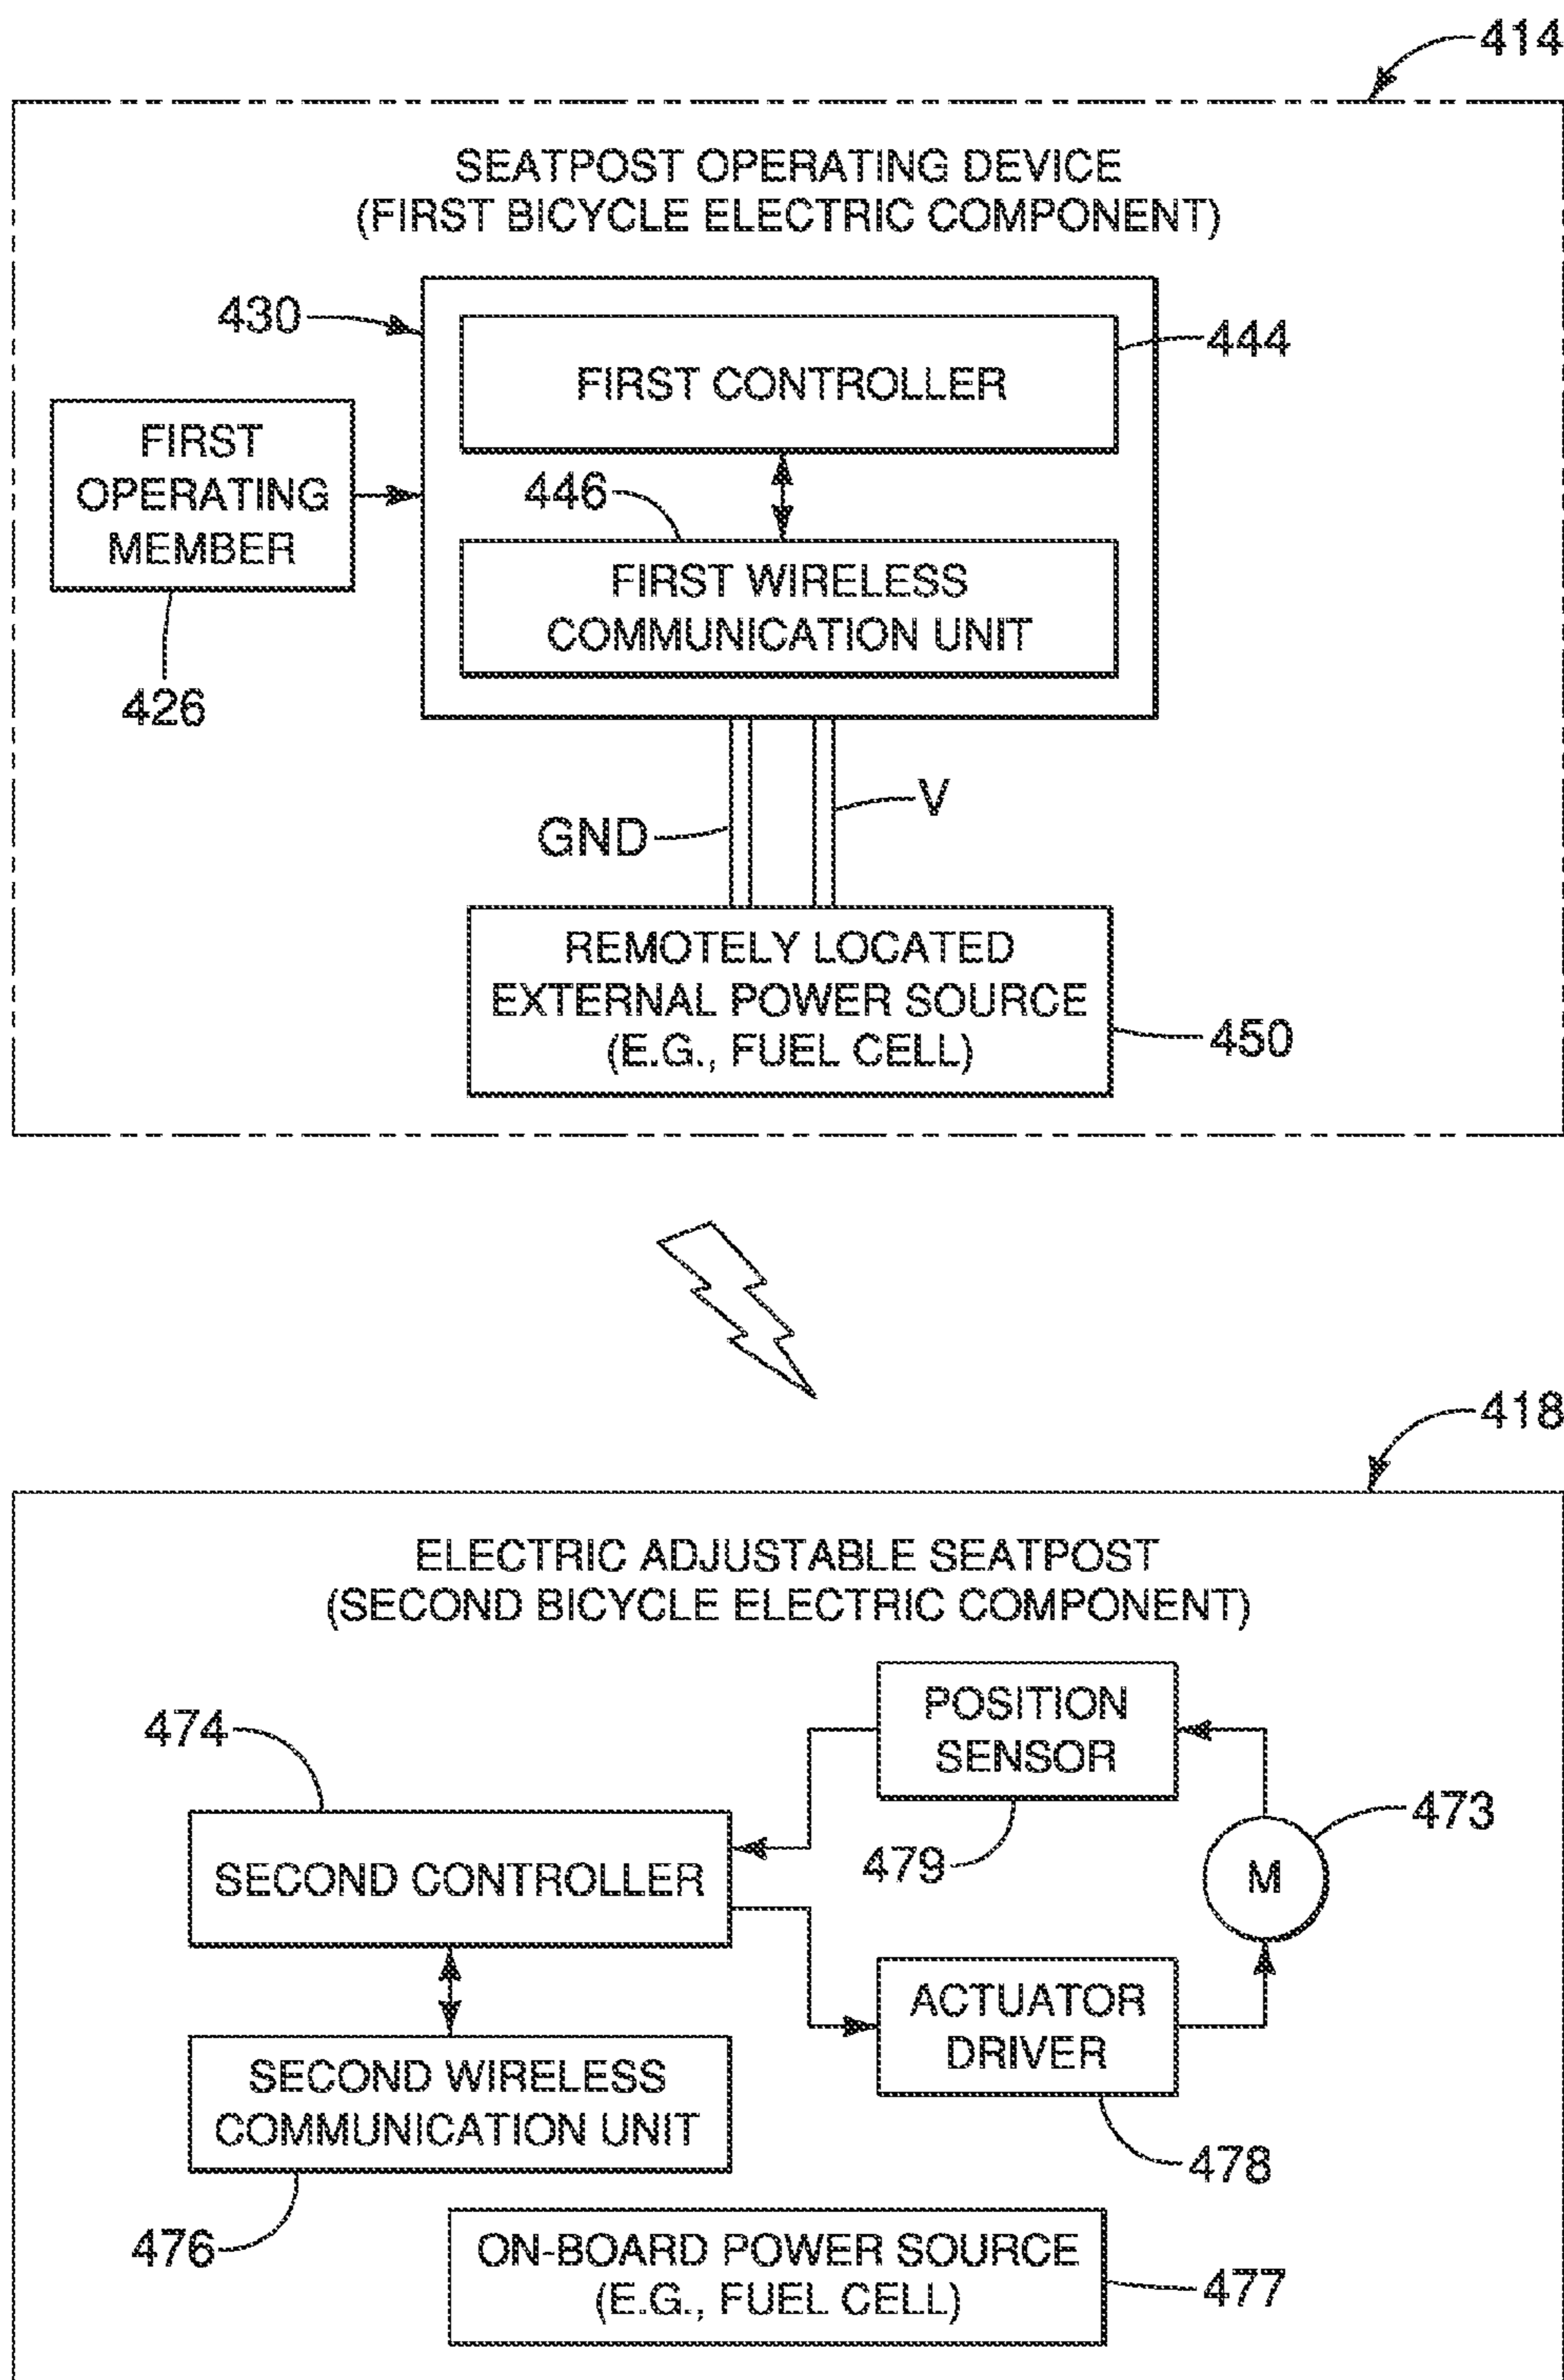 414
SEATPOST OPERATING DEVICE
(FIRST BICYCLE ELECTRIC COMPONENT)
430
FIRST CONTROLLER
444
FIRST
OPERATING
MEMBER
426
446
FIRST WIRELESS
COMMUNICATION UNIT
GND
V
REMOTELY LOCATED
EXTERNAL POWER SOURCE
(E.G., FUEL CELL)
450
418
ELECTRIC ADJUSTABLE SEATPOST
(SECOND BICYCLE ELECTRIC COMPONENT)
474
POSITION
SENSOR
479
473
M
SECOND CONTROLLER
ACTUATOR
DRIVER
478
SECOND WIRELESS
COMMUNICATION UNIT
476
ON-BOARD POWER SOURCE
(E.G., FUEL CELL)
477